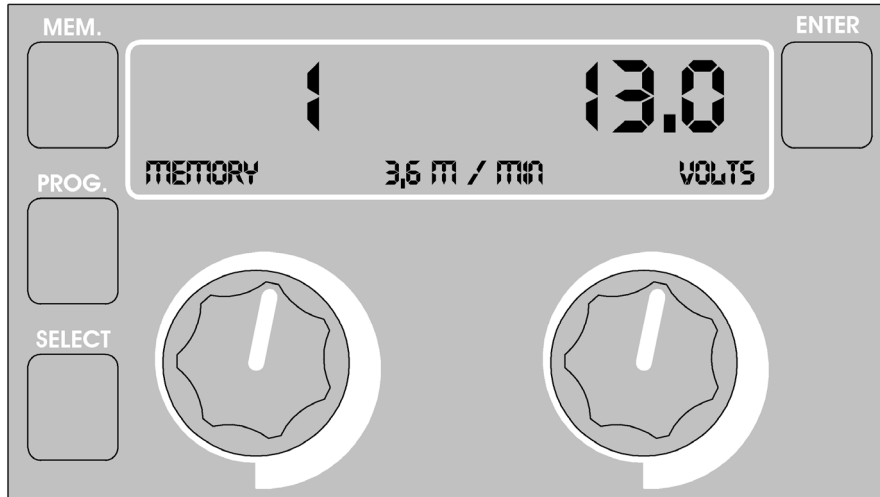 MEM.
ENTER
1 13.0
MEMORY 3,6 m / min VOLTS
PROG.
SELECT